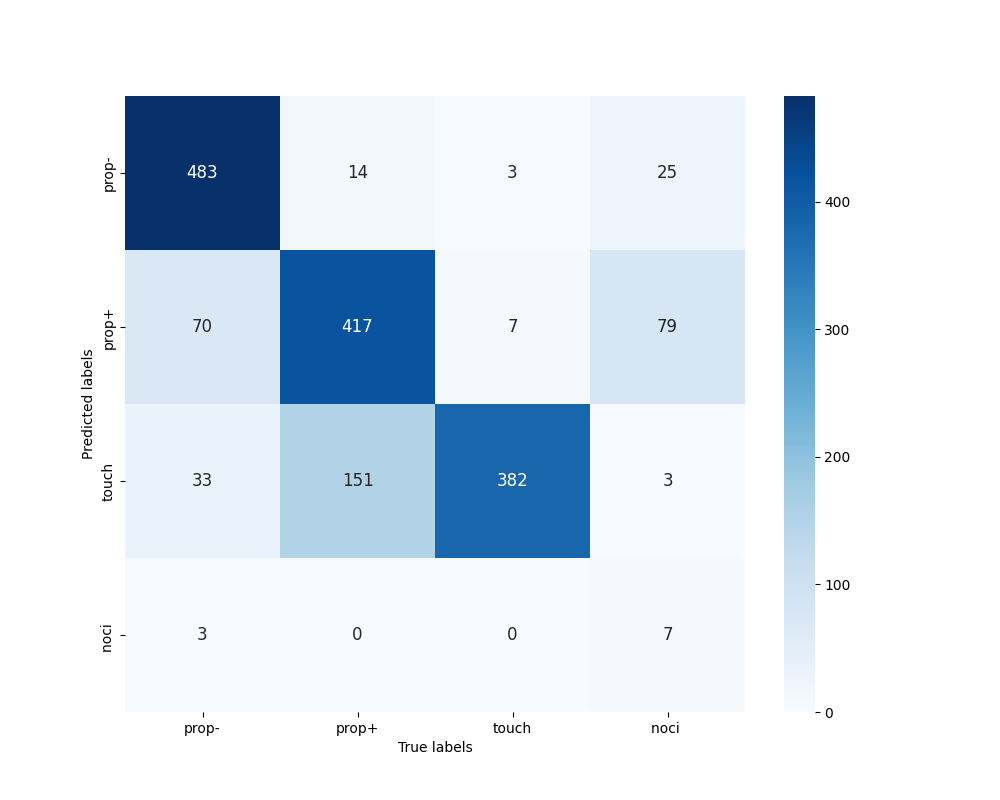 prop-
483
14
3
25
prop+
70
417
7
79
touch
33
151
382
3
noci
3
0
0
7
prop-
prop+
touch
noci
True labels
Predicted labels
400
300
200
100
0